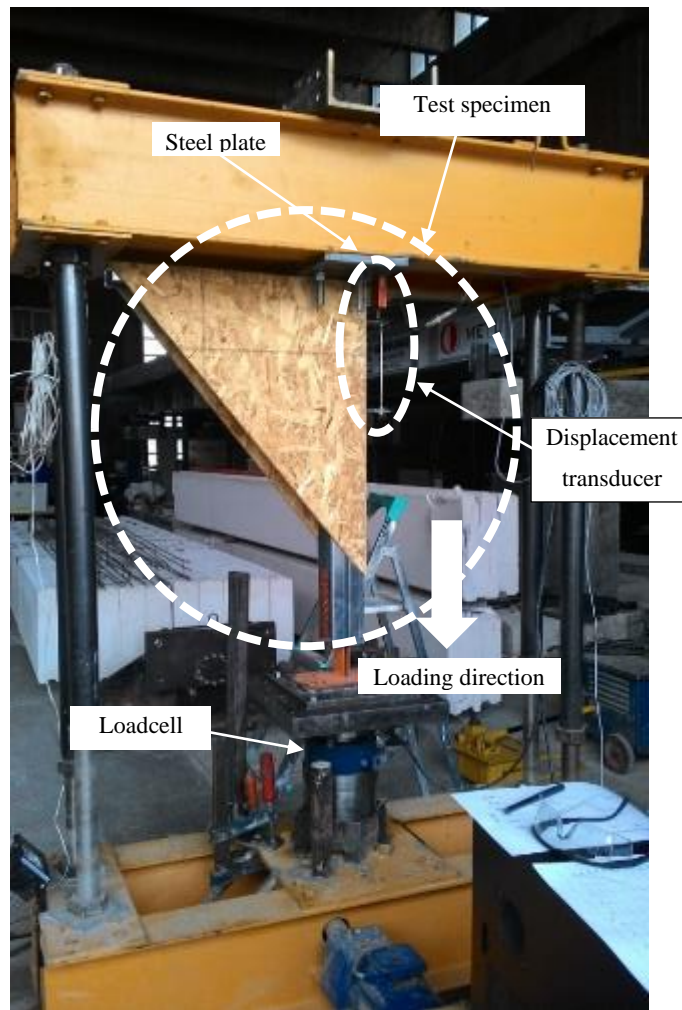 Test specimen
Steel plate
Displacement
transducer
Loading direction
Loadcell